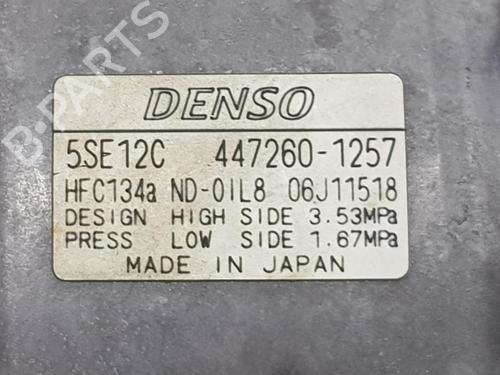 DENSO
5SE12C 447260-1257
HFC134a ND-OIL8 06J11518
DESIGN HIGH SIDE 3.53MPa
PRESS LOW SIDE 1.67MPa
MADE IN JAPAN
B-PARTS